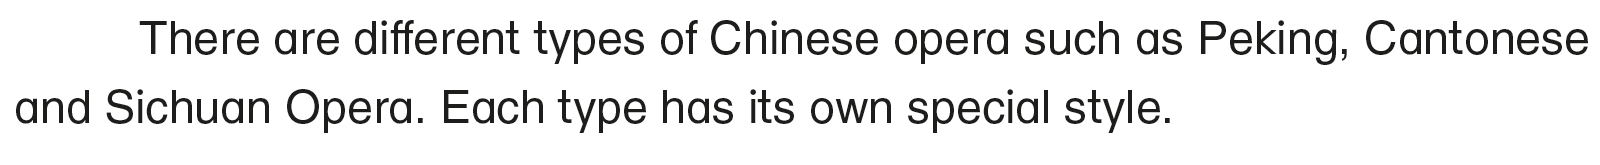 There are different types of Chinese opera such as Peking, Cantonese
and Sichuan Opera. Each type has its own special style.